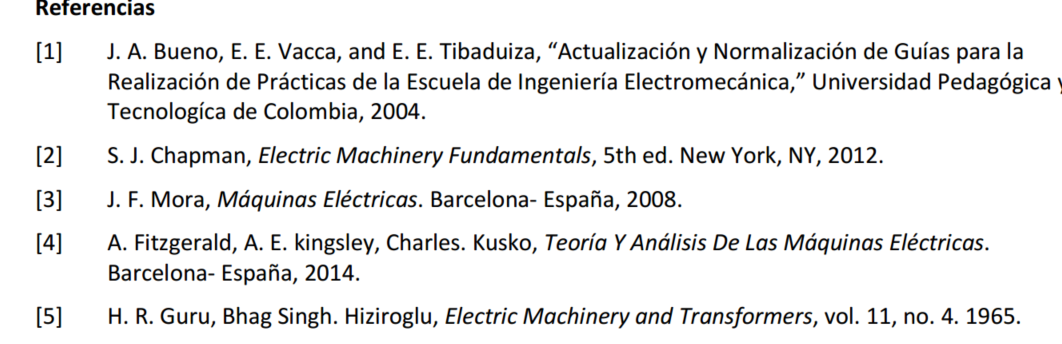 Referencias
[1] J. A. Bueno, E. E. Vacca, and E. E. Tibaduiza, “Actualización y Normalización de Guías para la
Realización de Prácticas de la Escuela de Ingeniería Electromecánica,” Universidad Pedagógica y
Tecnologíca de Colombia, 2004.
[2] S. J. Chapman, Electric Machinery Fundamentals, 5th ed. New York, NY, 2012.
[3] J. F. Mora, Máquinas Eléctricas. Barcelona- España, 2008.
[4] A. Fitzgerald, A. E. kingsley, Charles. Kusko, Teoría Y Análisis De Las Máquinas Eléctricas.
Barcelona- España, 2014.
[5] H. R. Guru, Bhag Singh. Hiziroglu, Electric Machinery and Transformers, vol. 11, no. 4. 1965.